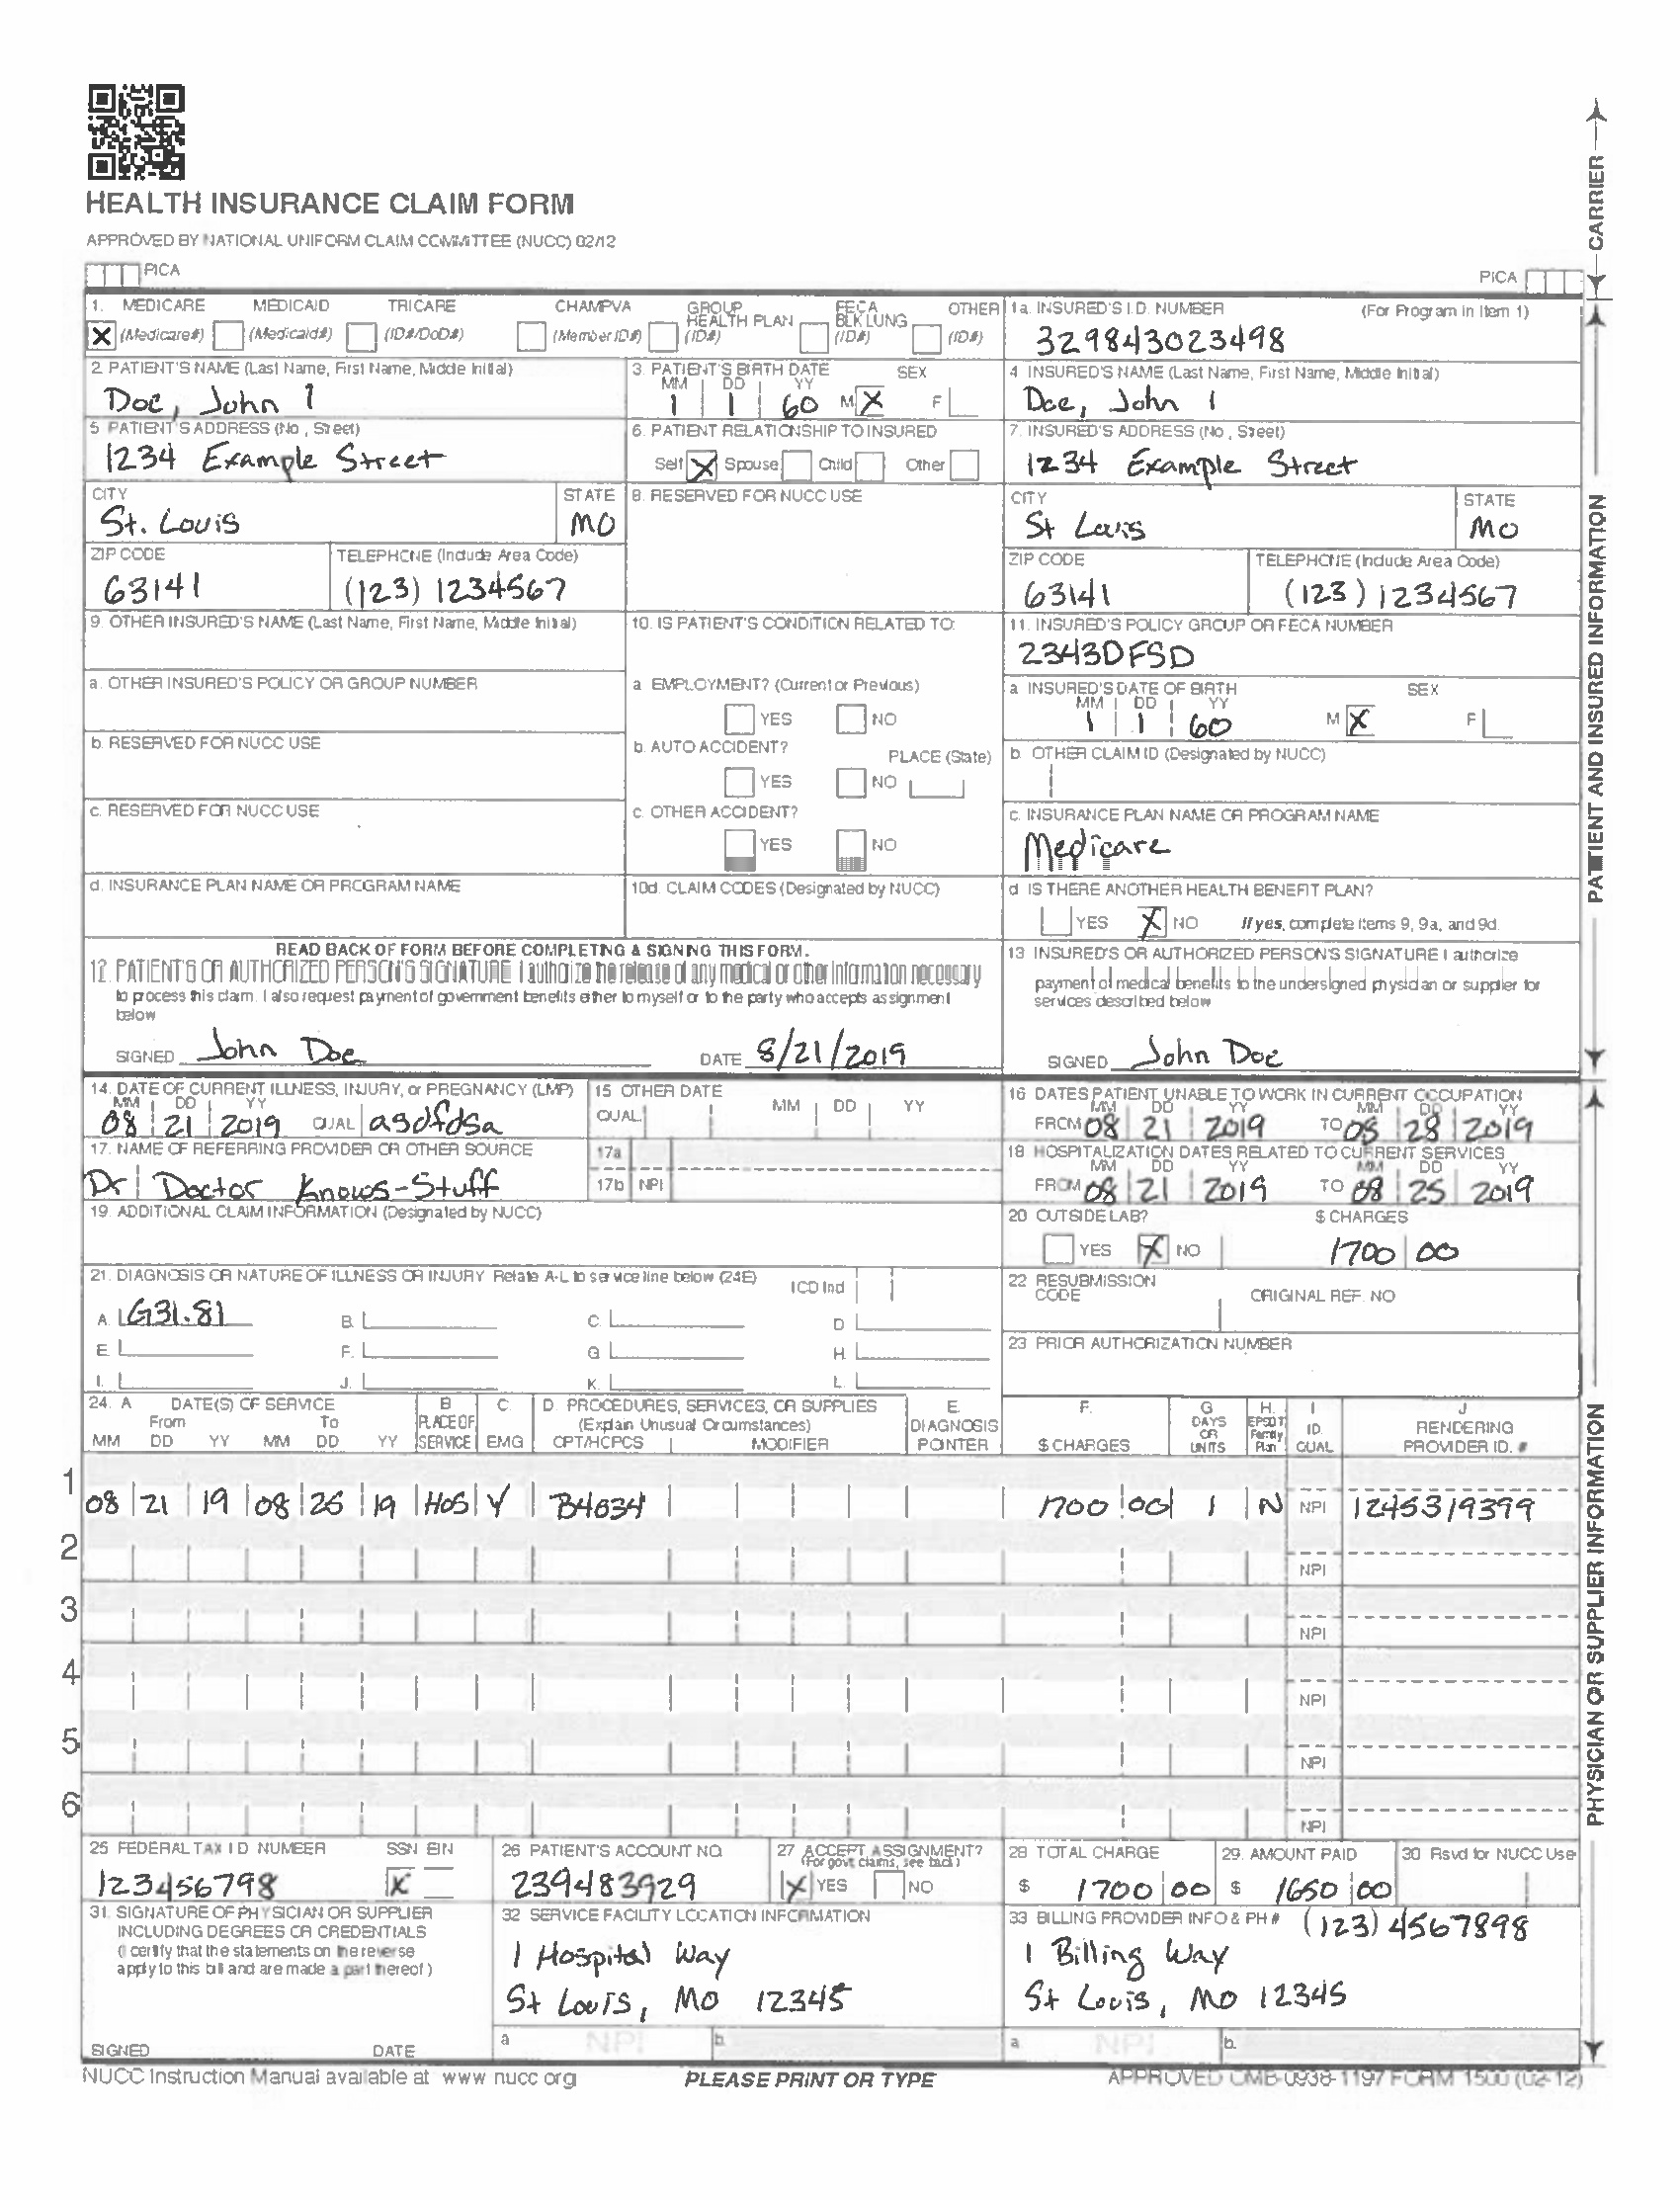 HEALTH INSURANCE CLAIM FORM
APPROVED BY NATIONAL UNIFORM CLAIM COMMITTEE (NUCC) 02/12
PICA
PICA
CARRIER
1. MEDICARE MEDICAID TRICARE CHAMPVA GROUP HEALTH PLAN FECA BLK LUNG OTHER
X (Medicare#) (Medicaid#) (ID#/DoD#) (Member ID#) (ID#) (ID#) (ID#)
1a. INSURED'S I.D. NUMBER (For Program in Item 1)
329843023498
2. PATIENT'S NAME (Last Name, First Name, Middle Initial)
Doe, John 1
3. PATIENT'S BIRTH DATE SEX
MM DD YY
1 1 60 M X F
4 INSURED'S NAME (Last Name, First Name, Middle Initial)
Doe, John 1
5 PATIENT'S ADDRESS (No., Street)
1234 Example Street
6. PATIENT RELATIONSHIP TO INSURED
Self X Spouse Child Other
7. INSURED'S ADDRESS (No., Street)
1234 Example Street
CITY STATE
St. Louis MO
8. RESERVED FOR NUCC USE
CITY STATE
St Louis MO
ZIP CODE TELEPHONE (Include Area Code)
63141 (123) 1234567
ZIP CODE TELEPHONE (Include Area Code)
63141 (123) 1234567
9. OTHER INSURED'S NAME (Last Name, First Name, Middle Initial)
10. IS PATIENT'S CONDITION RELATED TO:
11. INSURED'S POLICY GROUP OR FECA NUMBER
2343DFSD
a. OTHER INSURED'S POLICY OR GROUP NUMBER
a EMPLOYMENT? (Current or Previous)
YES NO
a INSURED'S DATE OF BIRTH SEX
MM DD YY
1 1 60 M X F
b. RESERVED FOR NUCC USE
b. AUTO ACCIDENT? PLACE (State)
YES NO
b. OTHER CLAIM ID (Designated by NUCC)
c. RESERVED FOR NUCC USE
c. OTHER ACCIDENT?
YES NO
c. INSURANCE PLAN NAME OR PROGRAM NAME
Medicare
d. INSURANCE PLAN NAME OR PROGRAM NAME
10d. CLAIM CODES (Designated by NUCC)
d IS THERE ANOTHER HEALTH BENEFIT PLAN?
YES X NO If yes, complete items 9, 9a, and 9d.
PATIENT AND INSURED INFORMATION
READ BACK OF FORM BEFORE COMPLETING & SIGNING THIS FORM.
12. PATIENT'S OR AUTHORIZED PERSON'S SIGNATURE I authorize the release of any medical or other information necessary
to process this claim. I also request payment of government benefits either to myself or to the party who accepts assignment
below
SIGNED John Doe DATE 8/21/2019
13 INSURED'S OR AUTHORIZED PERSON'S SIGNATURE I authorize
payment of medical benefits to the undersigned physician or supplier for
services described below
SIGNED John Doe
14. DATE OF CURRENT ILLNESS, INJURY, or PREGNANCY (LMP)
MM DD YY
08 21 2019 QUAL asdfdsa
15 OTHER DATE
QUAL MM DD YY
16 DATES PATIENT UNABLE TO WORK IN CURRENT OCCUPATION
MM DD YY MM DD YY
FROM 08 21 2019 TO 08 28 2019
17. NAME OF REFERRING PROVIDER OR OTHER SOURCE
Dr Doctor Knows-Stuff
17a
17b NPI
18 HOSPITALIZATION DATES RELATED TO CURRENT SERVICES
MM DD YY MM DD YY
FROM 08 21 2019 TO 08 25 2019
19. ADDITIONAL CLAIM INFORMATION (Designated by NUCC)
20 OUTSIDE LAB? $ CHARGES
YES X NO 1700 00
21. DIAGNOSIS OR NATURE OF ILLNESS OR INJURY Relate A-L to service line below (24E) ICD Ind
A. G31.81 B. C. D.
E. F. G. H.
I. J. K. L.
22 RESUBMISSION CODE ORIGINAL REF. NO
23 PRIOR AUTHORIZATION NUMBER
24. A DATE(S) OF SERVICE B C. D. PROCEDURES, SERVICES, OR SUPPLIES E. F. G H. I J
From To PLACE OF (Explain Unusual Circumstances) DIAGNOSIS DAYS OR UNITS EPSDT Family Plan ID. RENDERING
MM DD YY MM DD YY SERVICE EMG CPT/HCPCS MODIFIER POINTER $ CHARGES QUAL PROVIDER ID. #
1
08 21 19 08 25 19 HOS Y B4034 1700 00 1 N NPI 1245319399
2
NPI
3
NPI
4
NPI
5
NPI
6
NPI
PHYSICIAN OR SUPPLIER INFORMATION
25 FEDERAL TAX I D NUMBER SSN EIN
123456798 X
26 PATIENT'S ACCOUNT NO.
239483929
27 ACCEPT ASSIGNMENT?
(For govt claims, see back)
X YES NO
28 TOTAL CHARGE
$ 1700 00
29. AMOUNT PAID
$ 1650 00
30 Rsvd for NUCC Use
31. SIGNATURE OF PHYSICIAN OR SUPPLIER
INCLUDING DEGREES OR CREDENTIALS
(I certify that the statements on the reverse
apply to this bill and are made a part thereof)
SIGNED DATE
32 SERVICE FACILITY LOCATION INFORMATION
1 Hospital Way
St Louis, MO 12345
a NPI b.
33 BILLING PROVIDER INFO & PH # (123) 4567898
1 Billing Way
St Louis, MO 12345
a NPI b.
NUCC Instruction Manual available at www nucc org
PLEASE PRINT OR TYPE
APPROVED OMB-0938-1197 FORM 1500 (02-12)